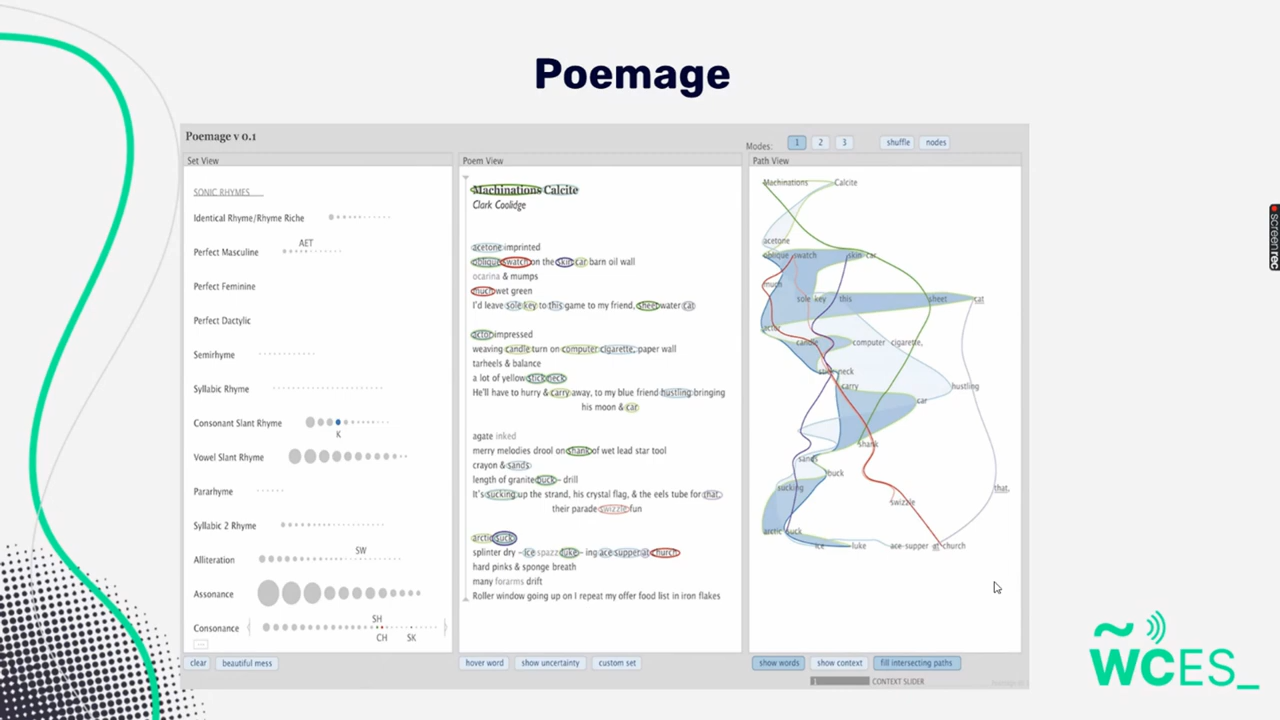 Poemage
Poemage v 0.1
Modes: 1 2 3 shuffle nodes
Set View
SONIC RHYMES
Identical Rhyme/Rhyme Riche
AET
Perfect Masculine
Perfect Feminine
Perfect Dactylic
Semirhyme
Syllabic Rhyme
Consonant Slant Rhyme
K
Vowel Slant Rhyme
Pararhyme
Syllabic 2 Rhyme
SW
Alliteration
Assonance
SH
Consonance
CH SK
clear beautiful mess
Poem View
Machinations Calcite
Clark Coolidge
acetone imprinted
oblique swatch on the skin car barn oil wall
ocarina & mumps
much wet green
I'd leave sole key to this game to my friend, sheet water cat
actor impressed
weaving candle turn on computer cigarette, paper wall
tarheels & balance
a lot of yellow stick neck
He'll have to hurry & carry away, to my blue friend hustling bringing
his moon & car
agate inked
merry melodies drool on shank of wet lead star tool
crayon & sands
length of granite buck - drill
It's sucking up the strand, his crystal flag, & the eels tube for that,
their parade swizzle fun
arctic suck
splinter dry - ice spazz luke - ing ace supper at church
hard pinks & sponge breath
many forarms drift
Roller window going up on I repeat my offer food list in iron flakes
hover word show uncertainty custom set
Path View
Machinations Calcite
acetone
oblique swatch skin car
much
sole key this sheet cat
actor
candle computer cigarette,
stick neck
carry hustling
car
shank
sands
buck
sucking that,
swizzle
arctic suck
ice luke ace supper at church
show words show context fill intersecting paths
1 CONTEXT SLIDER
screenrec
WCES_